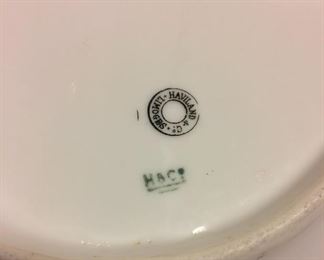 HAVILAND & Cº · LIMOGES ·
H&Cº